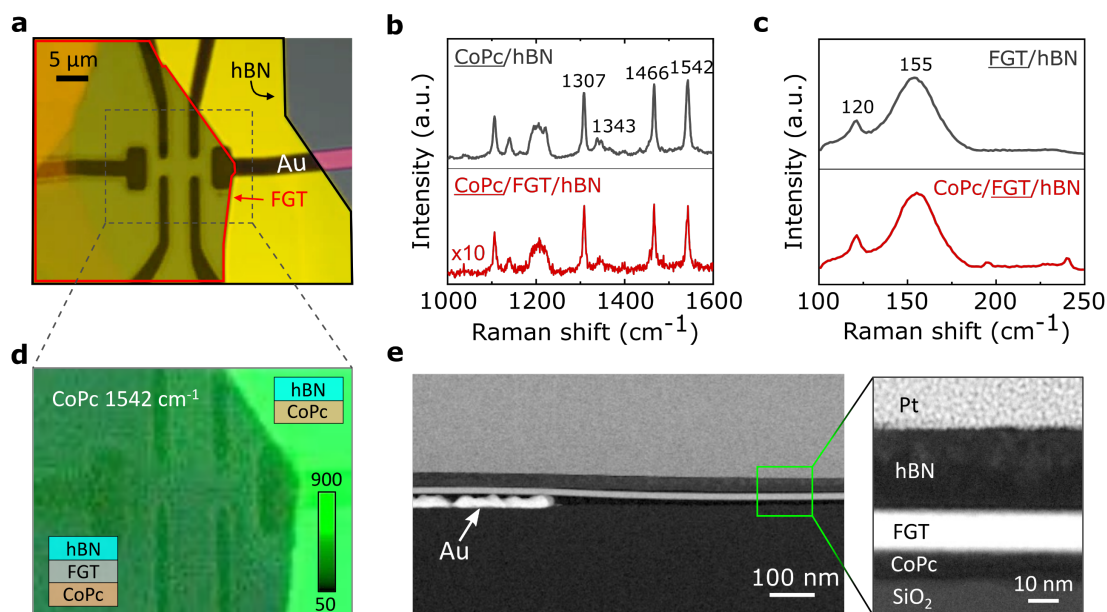 a
5 µm
hBN
Au
FGT
b
CoPc/hBN
1307
1343
1466
1542
CoPc/FGT/hBN
x10
Intensity (a.u.)
1000 1200 1400 1600
Raman shift (cm⁻¹)
c
FGT/hBN
120
155
CoPc/FGT/hBN
Intensity (a.u.)
100 150 200 250
Raman shift (cm⁻¹)
d
CoPc 1542 cm⁻¹
hBN
CoPc
900
50
hBN
FGT
CoPc
e
Au
100 nm
Pt
hBN
FGT
CoPc
SiO₂
10 nm